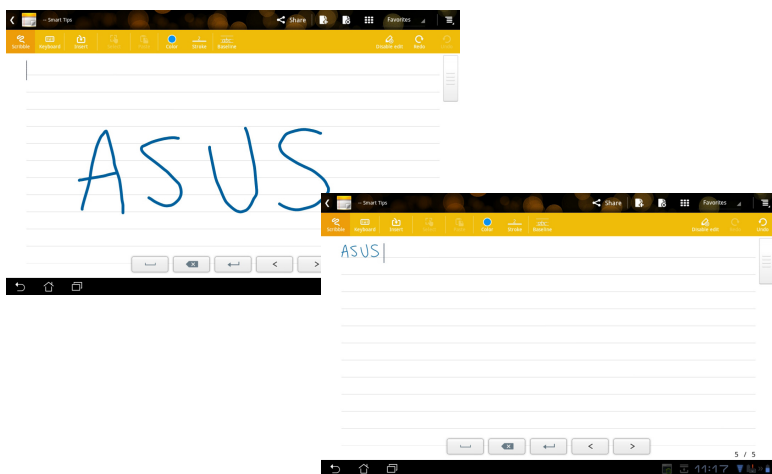 – Smart Tips Share Favorites
Scribble Keyboard Insert Color Stroke Baseline Disable edit Redo
ASUS
– Smart Tips Share Favorites
Scribble Keyboard Insert Color Stroke Baseline Disable edit Undo
ASUS
5 / 5
11:17